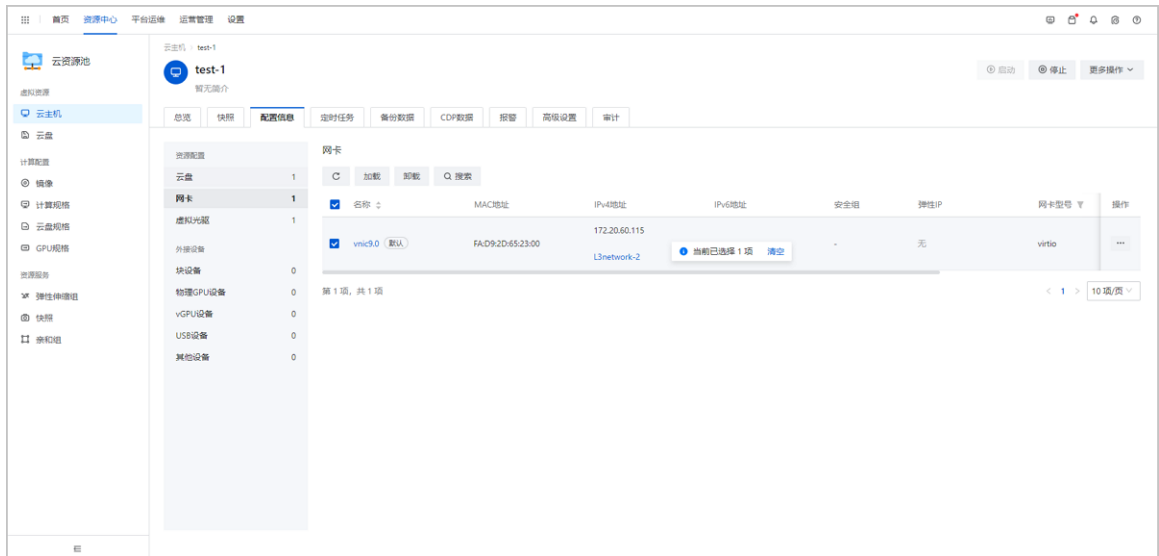 首页 资源中心 平台运维 运营管理 设置
云资源池
虚拟资源
云主机
云盘
计算配置
镜像
计算规格
云盘规格
GPU规格
资源服务
弹性伸缩组
快照
亲和组
云主机 test-1
test-1
暂无简介
启动 停止 更多操作
总览 快照 配置信息 定时任务 备份数据 CDP数据 报警 高级设置 审计
资源配置
云盘 1
网卡 1
虚拟光驱 1
外接设备
块设备 0
物理GPU设备 0
vGPU设备 0
USB设备 0
其他设备 0
网卡
加载 卸载 搜索
名称 MAC地址 IPv4地址 IPv6地址 安全组 弹性IP 网卡型号 操作
172.20.60.115
vnic9.0 默认 FA:D9:2D:65:23:00 - 无 virtio ...
L3network-2
当前已选择 1 项 清空
第 1 项，共 1 项
< 1 > 10 项/页